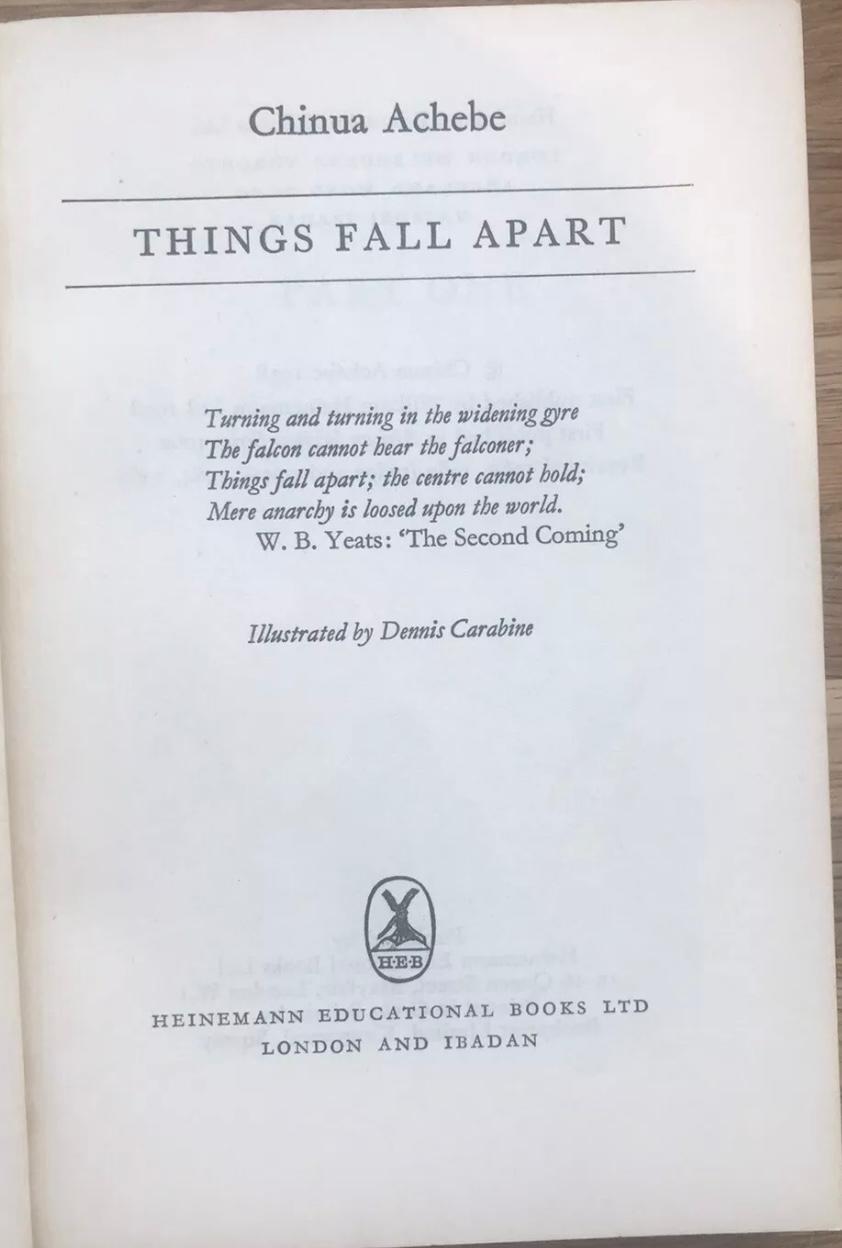 Chinua Achebe
THINGS FALL APART
Turning and turning in the widening gyre
The falcon cannot hear the falconer;
Things fall apart; the centre cannot hold;
Mere anarchy is loosed upon the world.
W. B. Yeats: ‘The Second Coming’
Illustrated by Dennis Carabine
H·E·B
HEINEMANN EDUCATIONAL BOOKS LTD
LONDON AND IBADAN